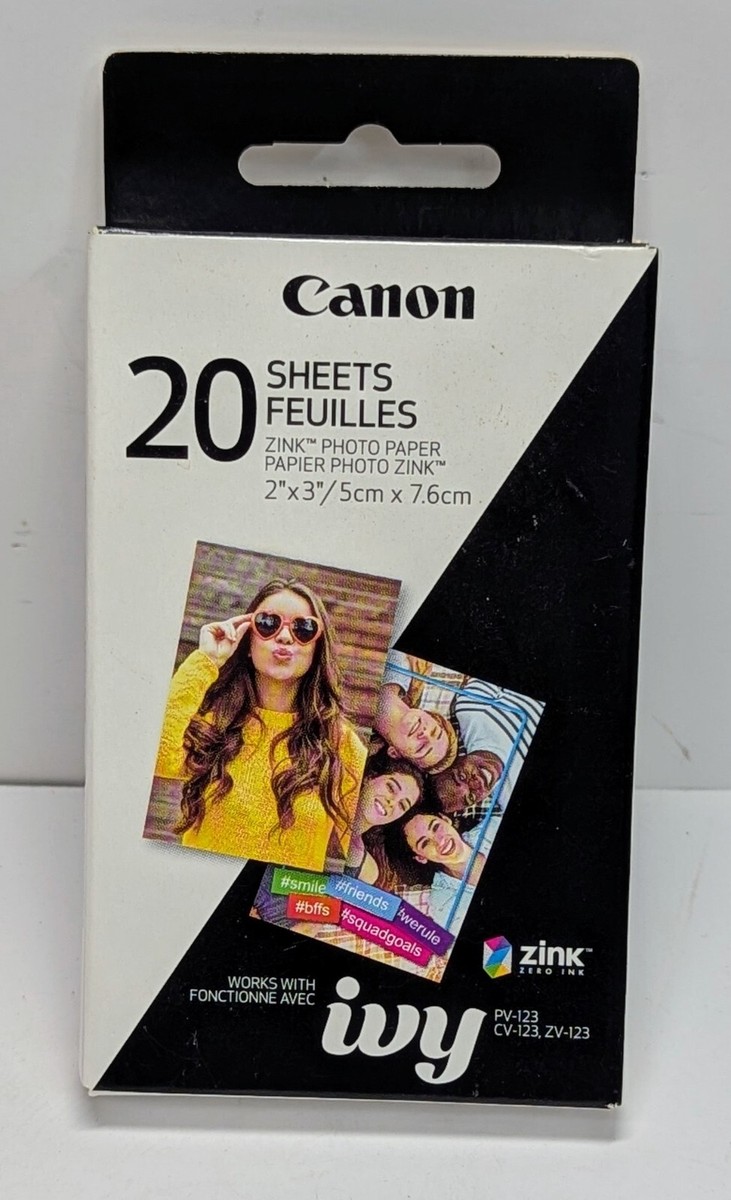 Canon
20 SHEETS
FEUILLES
ZINK™ PHOTO PAPER
PAPIER PHOTO ZINK™
2"x3"/5cm x 7.6cm
#smile #friends
#bffs #squadgoals #werule
zink™
ZERO INK
WORKS WITH
FONCTIONNE AVEC
ivy
PV-123
CV-123, ZV-123